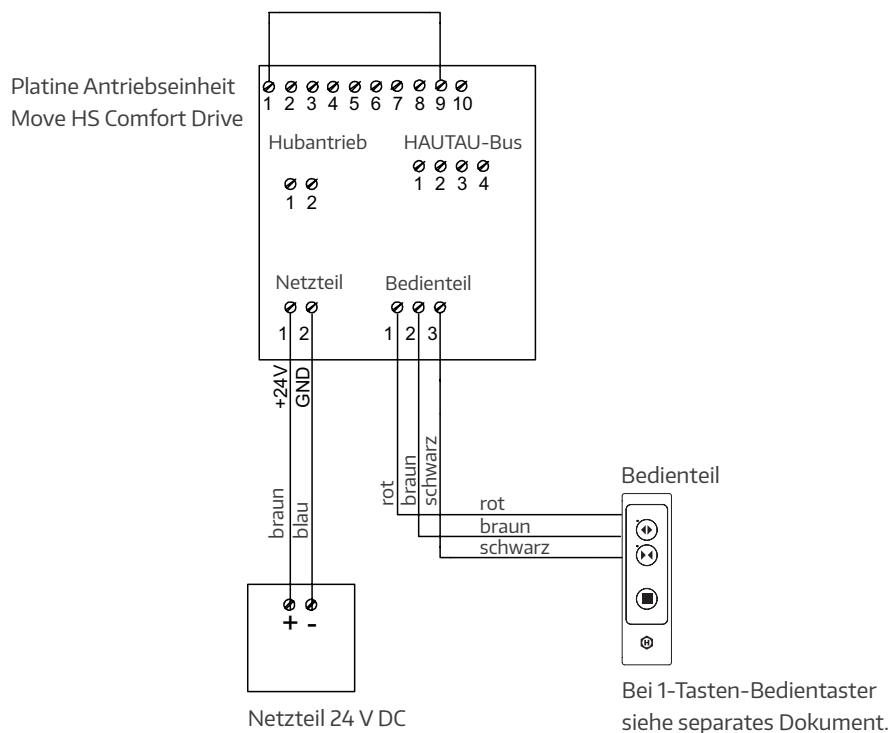 Platine Antriebseinheit
Move HS Comfort Drive
1 2 3 4 5 6 7 8 9 10
Hubantrieb
HAUTAU-Bus
1 2
1 2 3 4
Netzteil
Bedienteil
1 2
1 2 3
+24V
GND
braun
blau
rot
braun
schwarz
rot
braun
schwarz
Bedienteil
H
+ -
Netzteil 24 V DC
Bei 1-Tasten-Bedientaster
siehe separates Dokument.